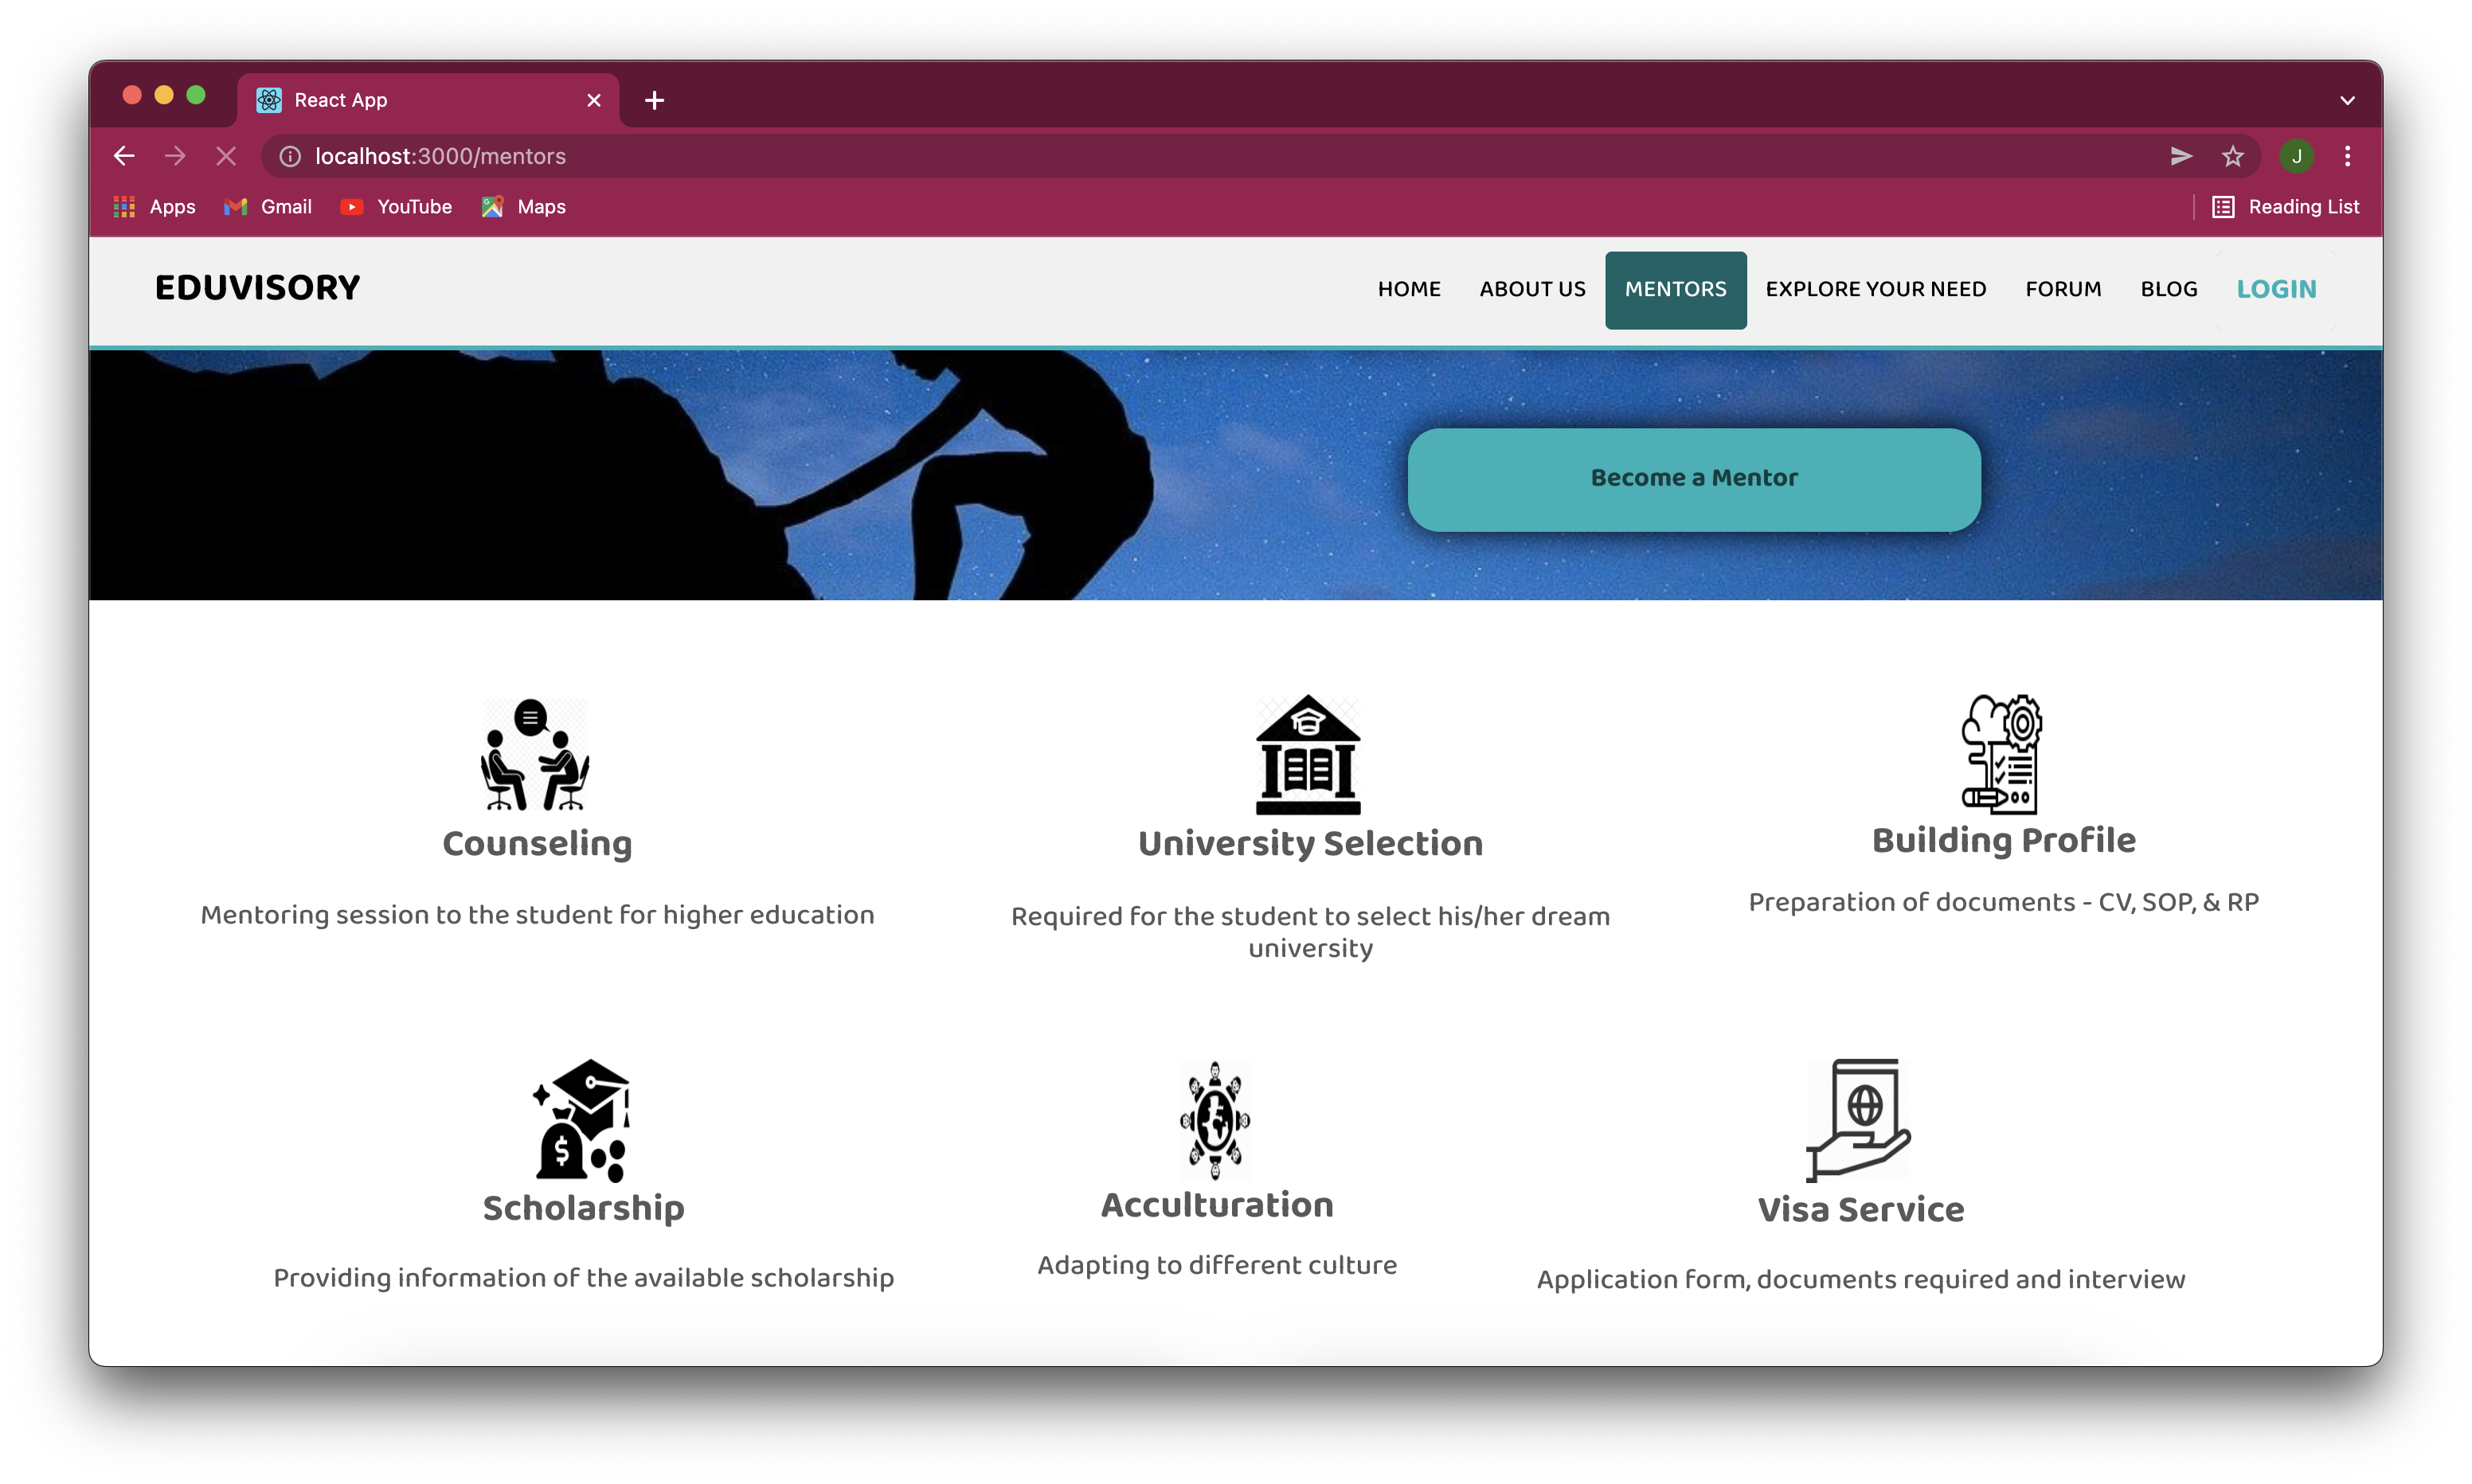 React App
localhost:3000/mentors
J
Apps Gmail YouTube Maps Reading List
EDUVISORY HOME ABOUT US MENTORS EXPLORE YOUR NEED FORUM BLOG LOGIN
Become a Mentor
Counseling
Mentoring session to the student for higher education
University Selection
Required for the student to select his/her dream
university
Building Profile
Preparation of documents - CV, SOP, & RP
$
Scholarship
Providing information of the available scholarship
Acculturation
Adapting to different culture
Visa Service
Application form, documents required and interview